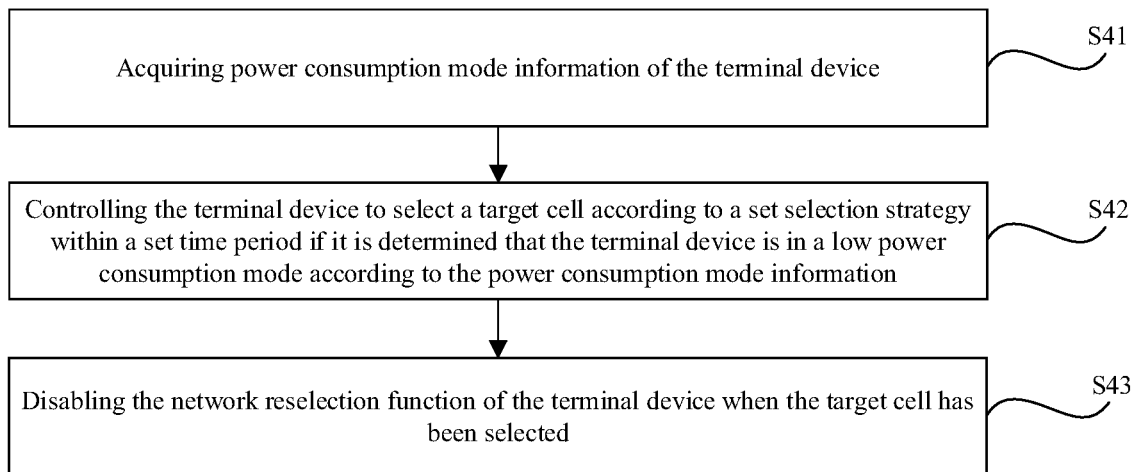 S41
Acquiring power consumption mode information of the terminal device
S42
Controlling the terminal device to select a target cell according to a set selection strategy
within a set time period if it is determined that the terminal device is in a low power
consumption mode according to the power consumption mode information
S43
Disabling the network reselection function of the terminal device when the target cell has
been selected